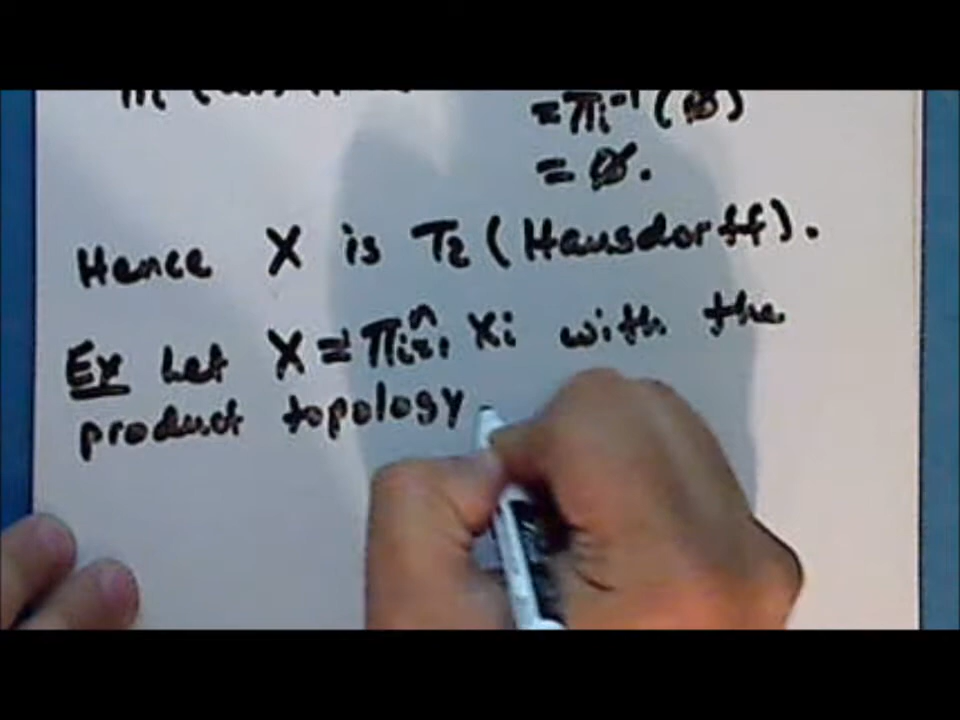 = πi⁻¹(∅)
= ∅.
Hence X is T₂ (Hausdorff).
Ex Let X = πⁿᵢ₌₁ Xi with the
product topology